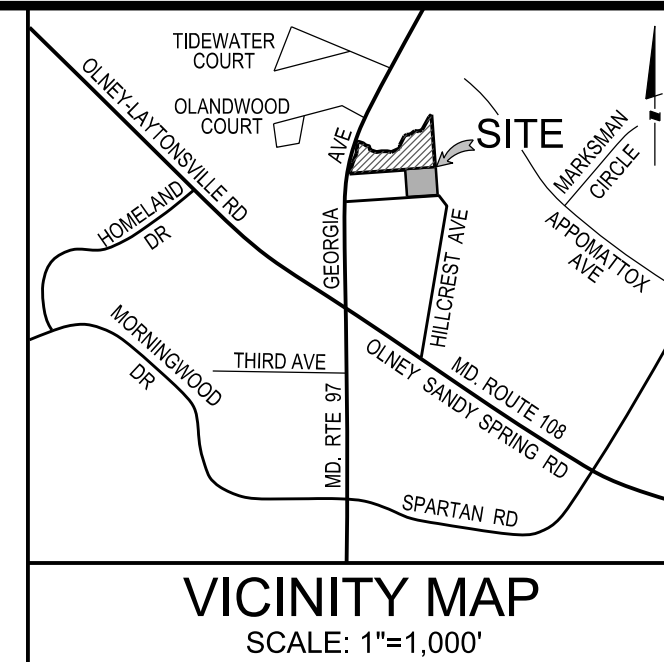 TIDEWATER
COURT
OLNEY-LAYTONSVILLE RD
OLANDWOOD
COURT
AVE
SITE
MARKSMAN
CIRCLE
HOMELAND
DR
GEORGIA
HILLCREST AVE
APPOMATTOX
AVE
MORNINGWOOD
DR
THIRD AVE
MD. RTE 97
MD. ROUTE 108
OLNEY SANDY SPRING RD
SPARTAN RD
VICINITY MAP
SCALE: 1"=1,000'